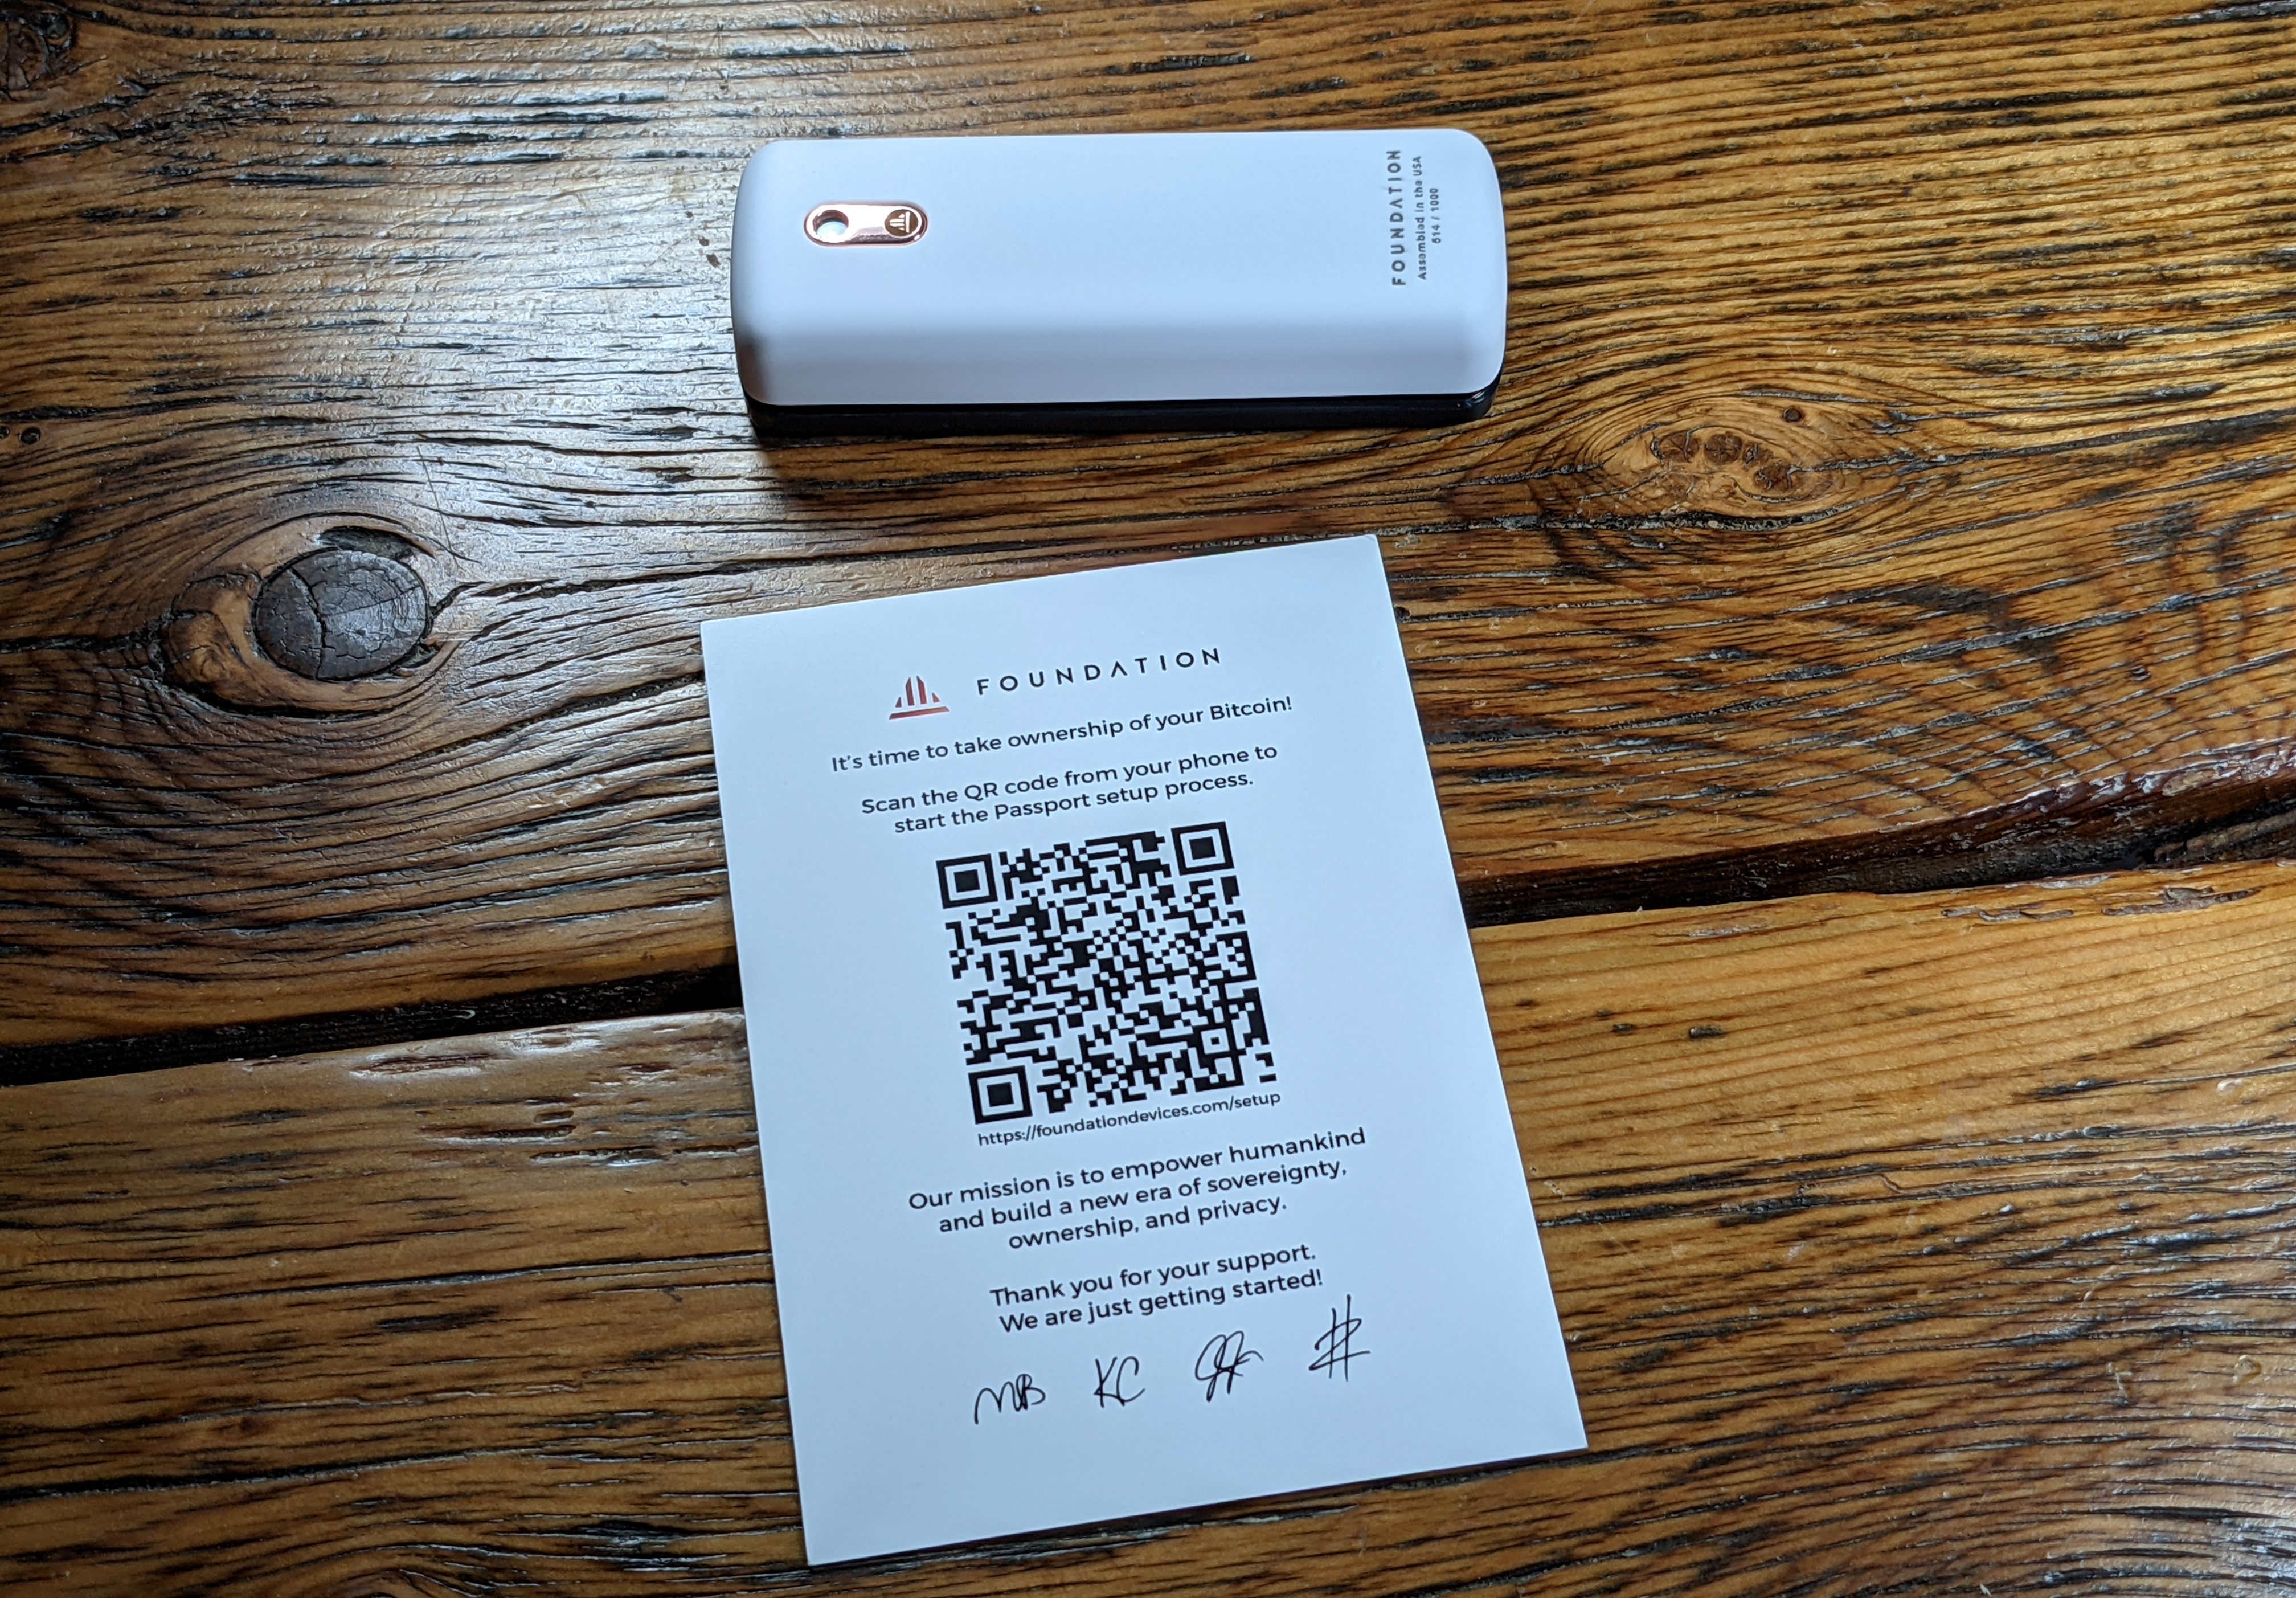 FOUNDATION
Assembled in the USA
514 / 1000
FOUNDATION
It's time to take ownership of your Bitcoin!
Scan the QR code from your phone to
start the Passport setup process.
https://foundationdevices.com/setup
Our mission is to empower humankind
and build a new era of sovereignty,
ownership, and privacy.
Thank you for your support.
We are just getting started!
MB KC